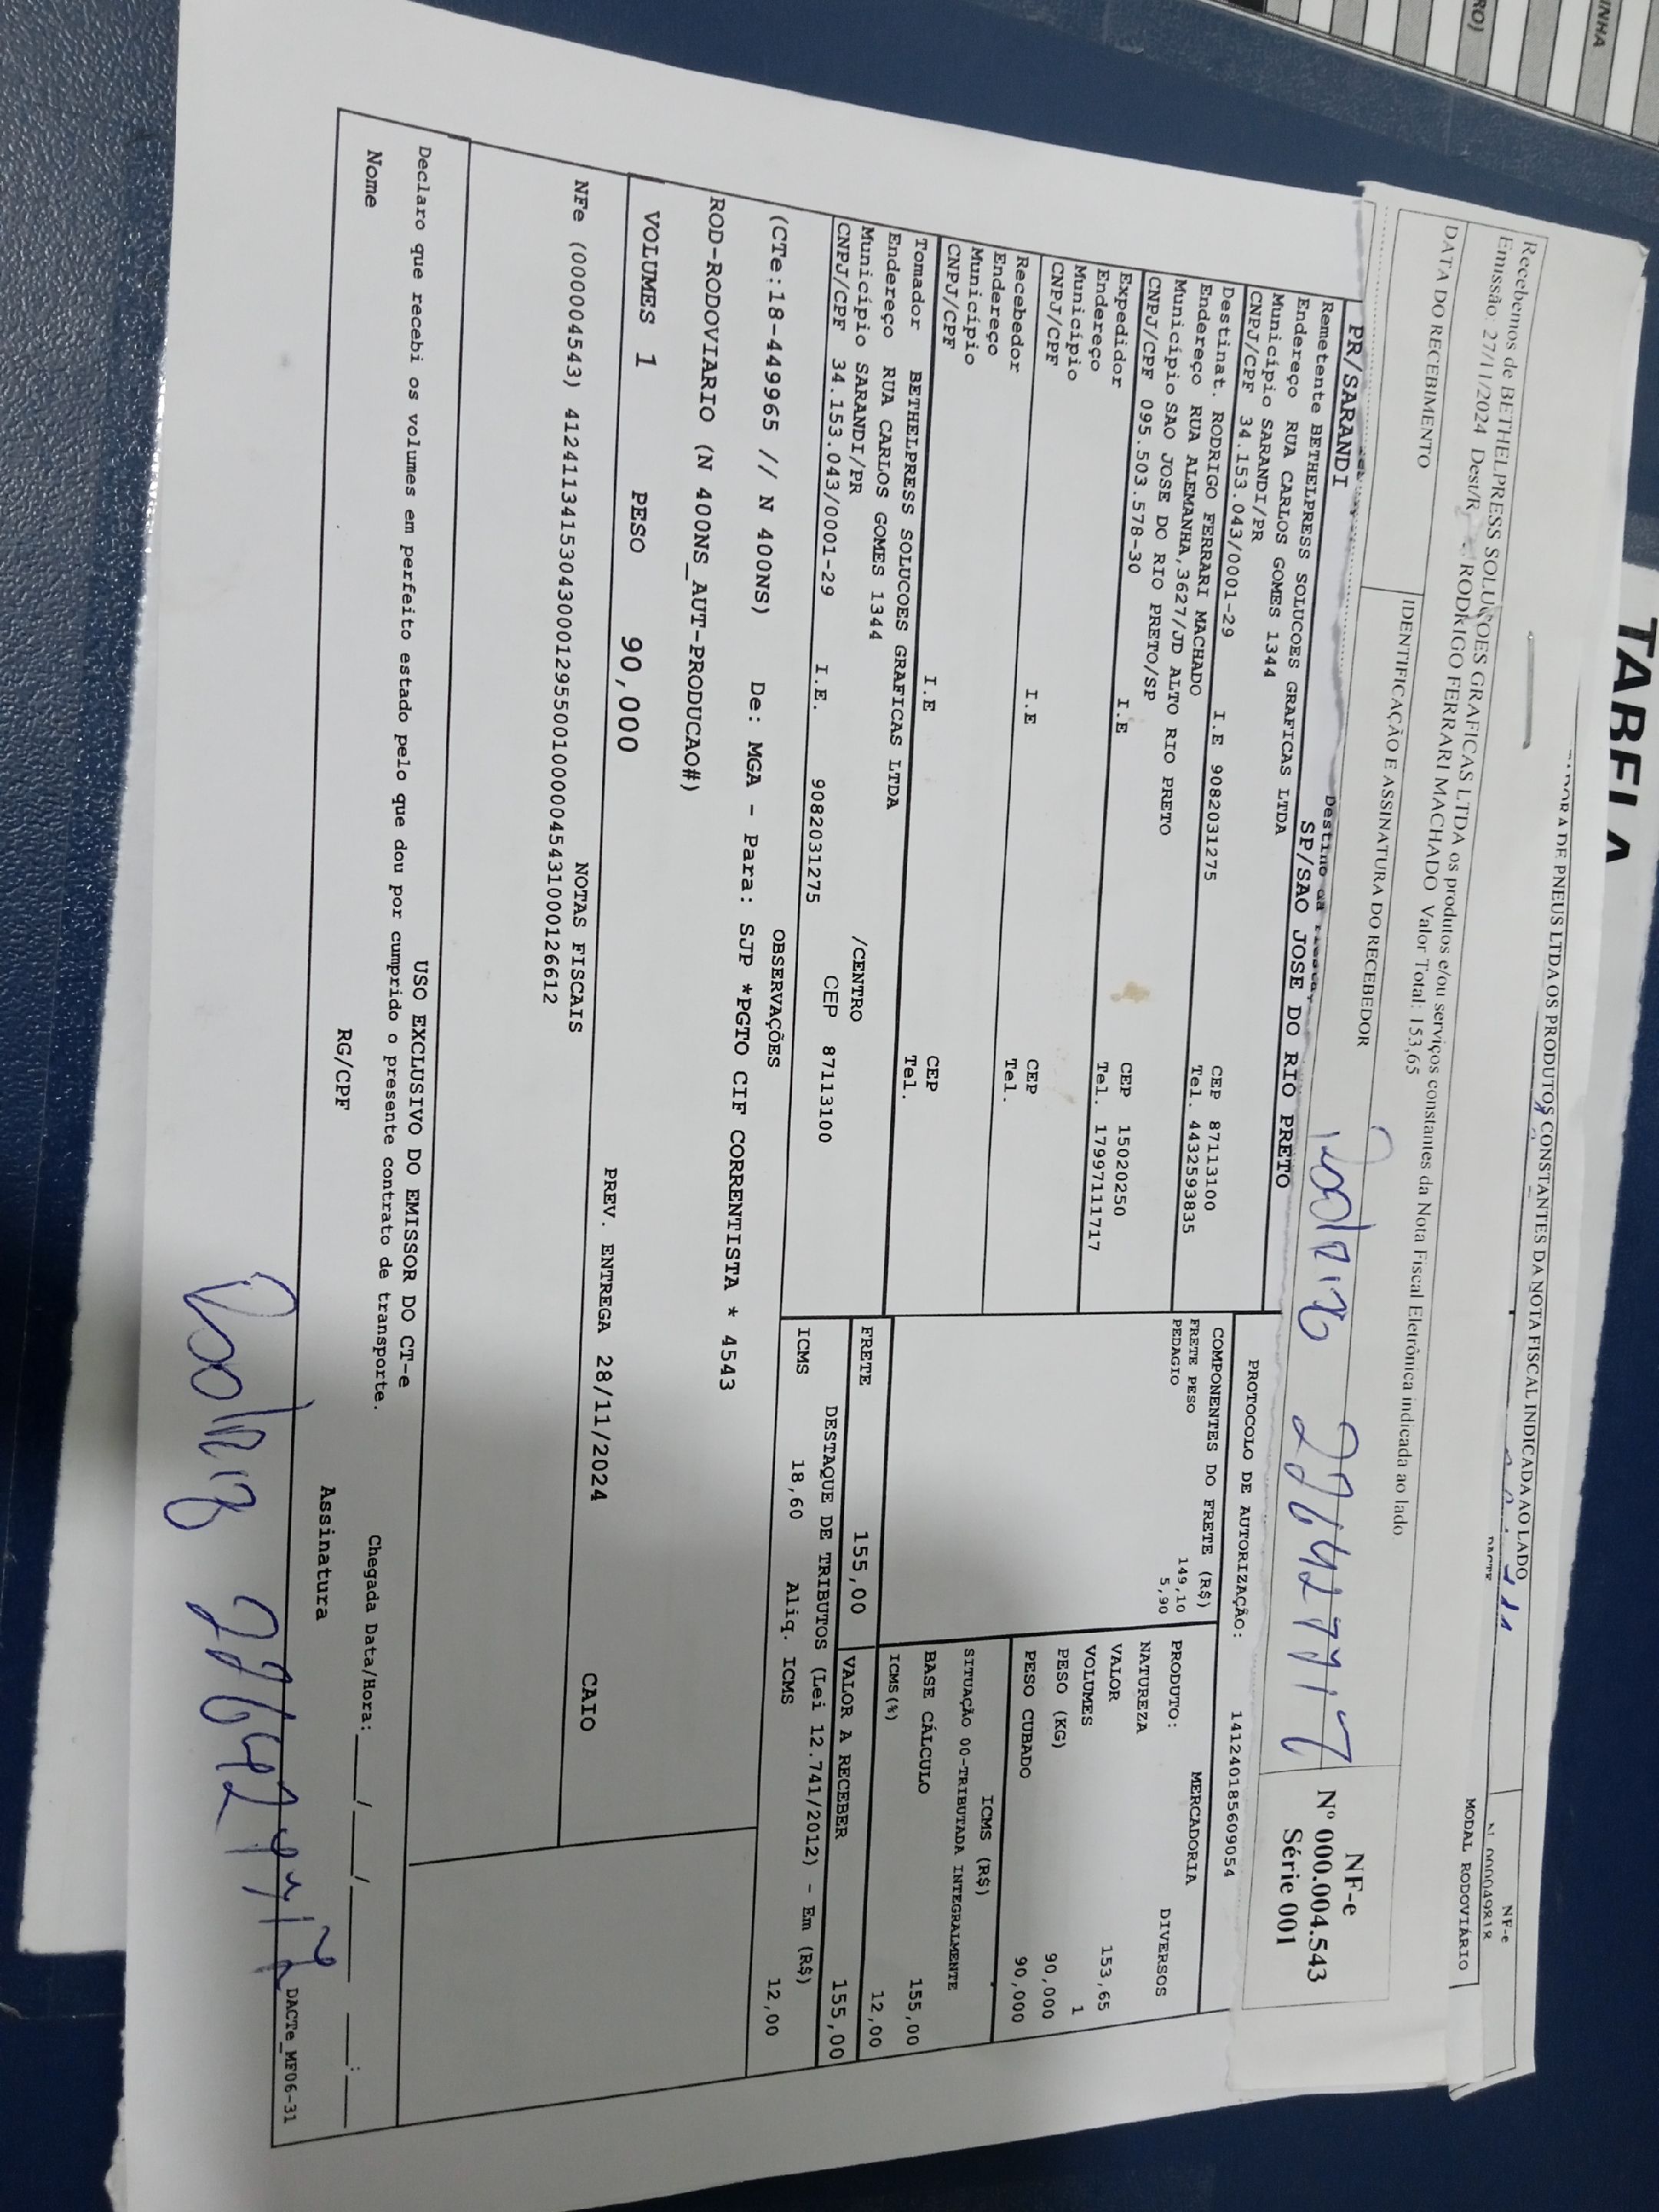 INHA
RO)
TABELA
DE PNEUS LTDA OS PRODUTOS CONSTANTES DA NOTA FISCAL INDICADA AO LADO
NF-e
000049818
DACTE
MODAL RODOVIÁRIO
Recebemos de BETHELPRESS SOLUÇOES GRAFICAS LTDA os produtos e/ou serviços constantes da Nota Fiscal Eletrônica indicada ao lado.
Emissão: 27/11/2024 Dest/R RODRIGO FERRARI MACHADO Valor Total: 153,65
DATA DO RECEBIMENTO
IDENTIFICAÇÃO E ASSINATURA DO RECEBEDOR
Rodrigo
NF-e
Nº 000.004.543
Série 001
PR/SARANDI
SP/SAO JOSE DO RIO PRETO
PROTOCOLO DE AUTORIZAÇÃO: 141240185609054
Remetente BETHELPRESS SOLUCOES GRAFICAS LTDA
Endereço RUA CARLOS GOMES 1344
Município SARANDI/PR CEP 87113100
CNPJ/CPF 34.153.043/0001-29 I.E 9082031275 Tel. 4432593835
Destinat. RODRIGO FERRARI MACHADO
Endereço RUA ALEMANHA,3627/JD ALTO RIO PRETO
Município SAO JOSE DO RIO PRETO/SP CEP 15020250
CNPJ/CPF 095.503.578-30 I.E Tel. 17997111717
Expedidor
Endereço
Município CEP
CNPJ/CPF I.E Tel.
Recebedor
Endereço
Município CEP
CNPJ/CPF I.E Tel.
Tomador BETHELPRESS SOLUCOES GRAFICAS LTDA
Endereço RUA CARLOS GOMES 1344 /CENTRO
Município SARANDI/PR CEP 87113100
CNPJ/CPF 34.153.043/0001-29 I.E. 9082031275
COMPONENTES DO FRETE (R$)
FRETE PESO 149,10
PEDAGIO 5,90
MERCADORIA
PRODUTO: DIVERSOS
NATUREZA
VALOR 153,65
VOLUMES 1
PESO (KG) 90,000
PESO CUBADO 90,000
ICMS (R$)
SITUAÇÃO 00-TRIBUTADA INTEGRALMENTE
BASE CÁLCULO 155,00
ICMS(%) 12,00
FRETE 155,00 VALOR A RECEBER 155,00
DESTAQUE DE TRIBUTOS (Lei 12.741/2012) - Em (R$)
ICMS 18,60 Aliq. ICMS 12,00
OBSERVAÇÕES
(CTe:18-449965 // N 400NS) De: MGA - Para: SJP *PGTO CIF CORRENTISTA * 4543
ROD-RODOVIARIO (N 400NS_AUT-PRODUCAO#)
VOLUMES 1 PESO 90,000 PREV. ENTREGA 28/11/2024 CAIO
NOTAS FISCAIS
NFe (000004543) 41241134153043000129550010000045431000126612
USO EXCLUSIVO DO EMISSOR DO CT-e
Declaro que recebi os volumes em perfeito estado pelo que dou por cumprido o presente contrato de transporte.
Chegada Data/Hora:____/____/______ ___:___
Nome RG/CPF Assinatura
Rodrigo
DACTe_MF06-31